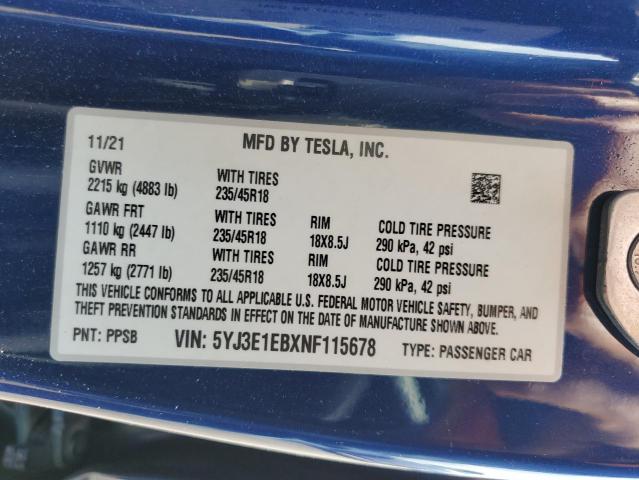 11/21 MFD BY TESLA, INC.
GVWR
2215 kg (4883 lb) WITH TIRES 235/45R18
GAWR FRT
1110 kg (2447 lb) WITH TIRES 235/45R18 RIM 18X8.5J COLD TIRE PRESSURE 290 kPa, 42 psi
GAWR RR
1257 kg (2771 lb) WITH TIRES 235/45R18 RIM 18X8.5J COLD TIRE PRESSURE 290 kPa, 42 psi
THIS VEHICLE CONFORMS TO ALL APPLICABLE U.S. FEDERAL MOTOR VEHICLE SAFETY, BUMPER, AND
THEFT PREVENTION STANDARDS IN EFFECT ON THE DATE OF MANUFACTURE SHOWN ABOVE.
PNT: PPSB VIN: 5YJ3E1EBXNF115678 TYPE: PASSENGER CAR